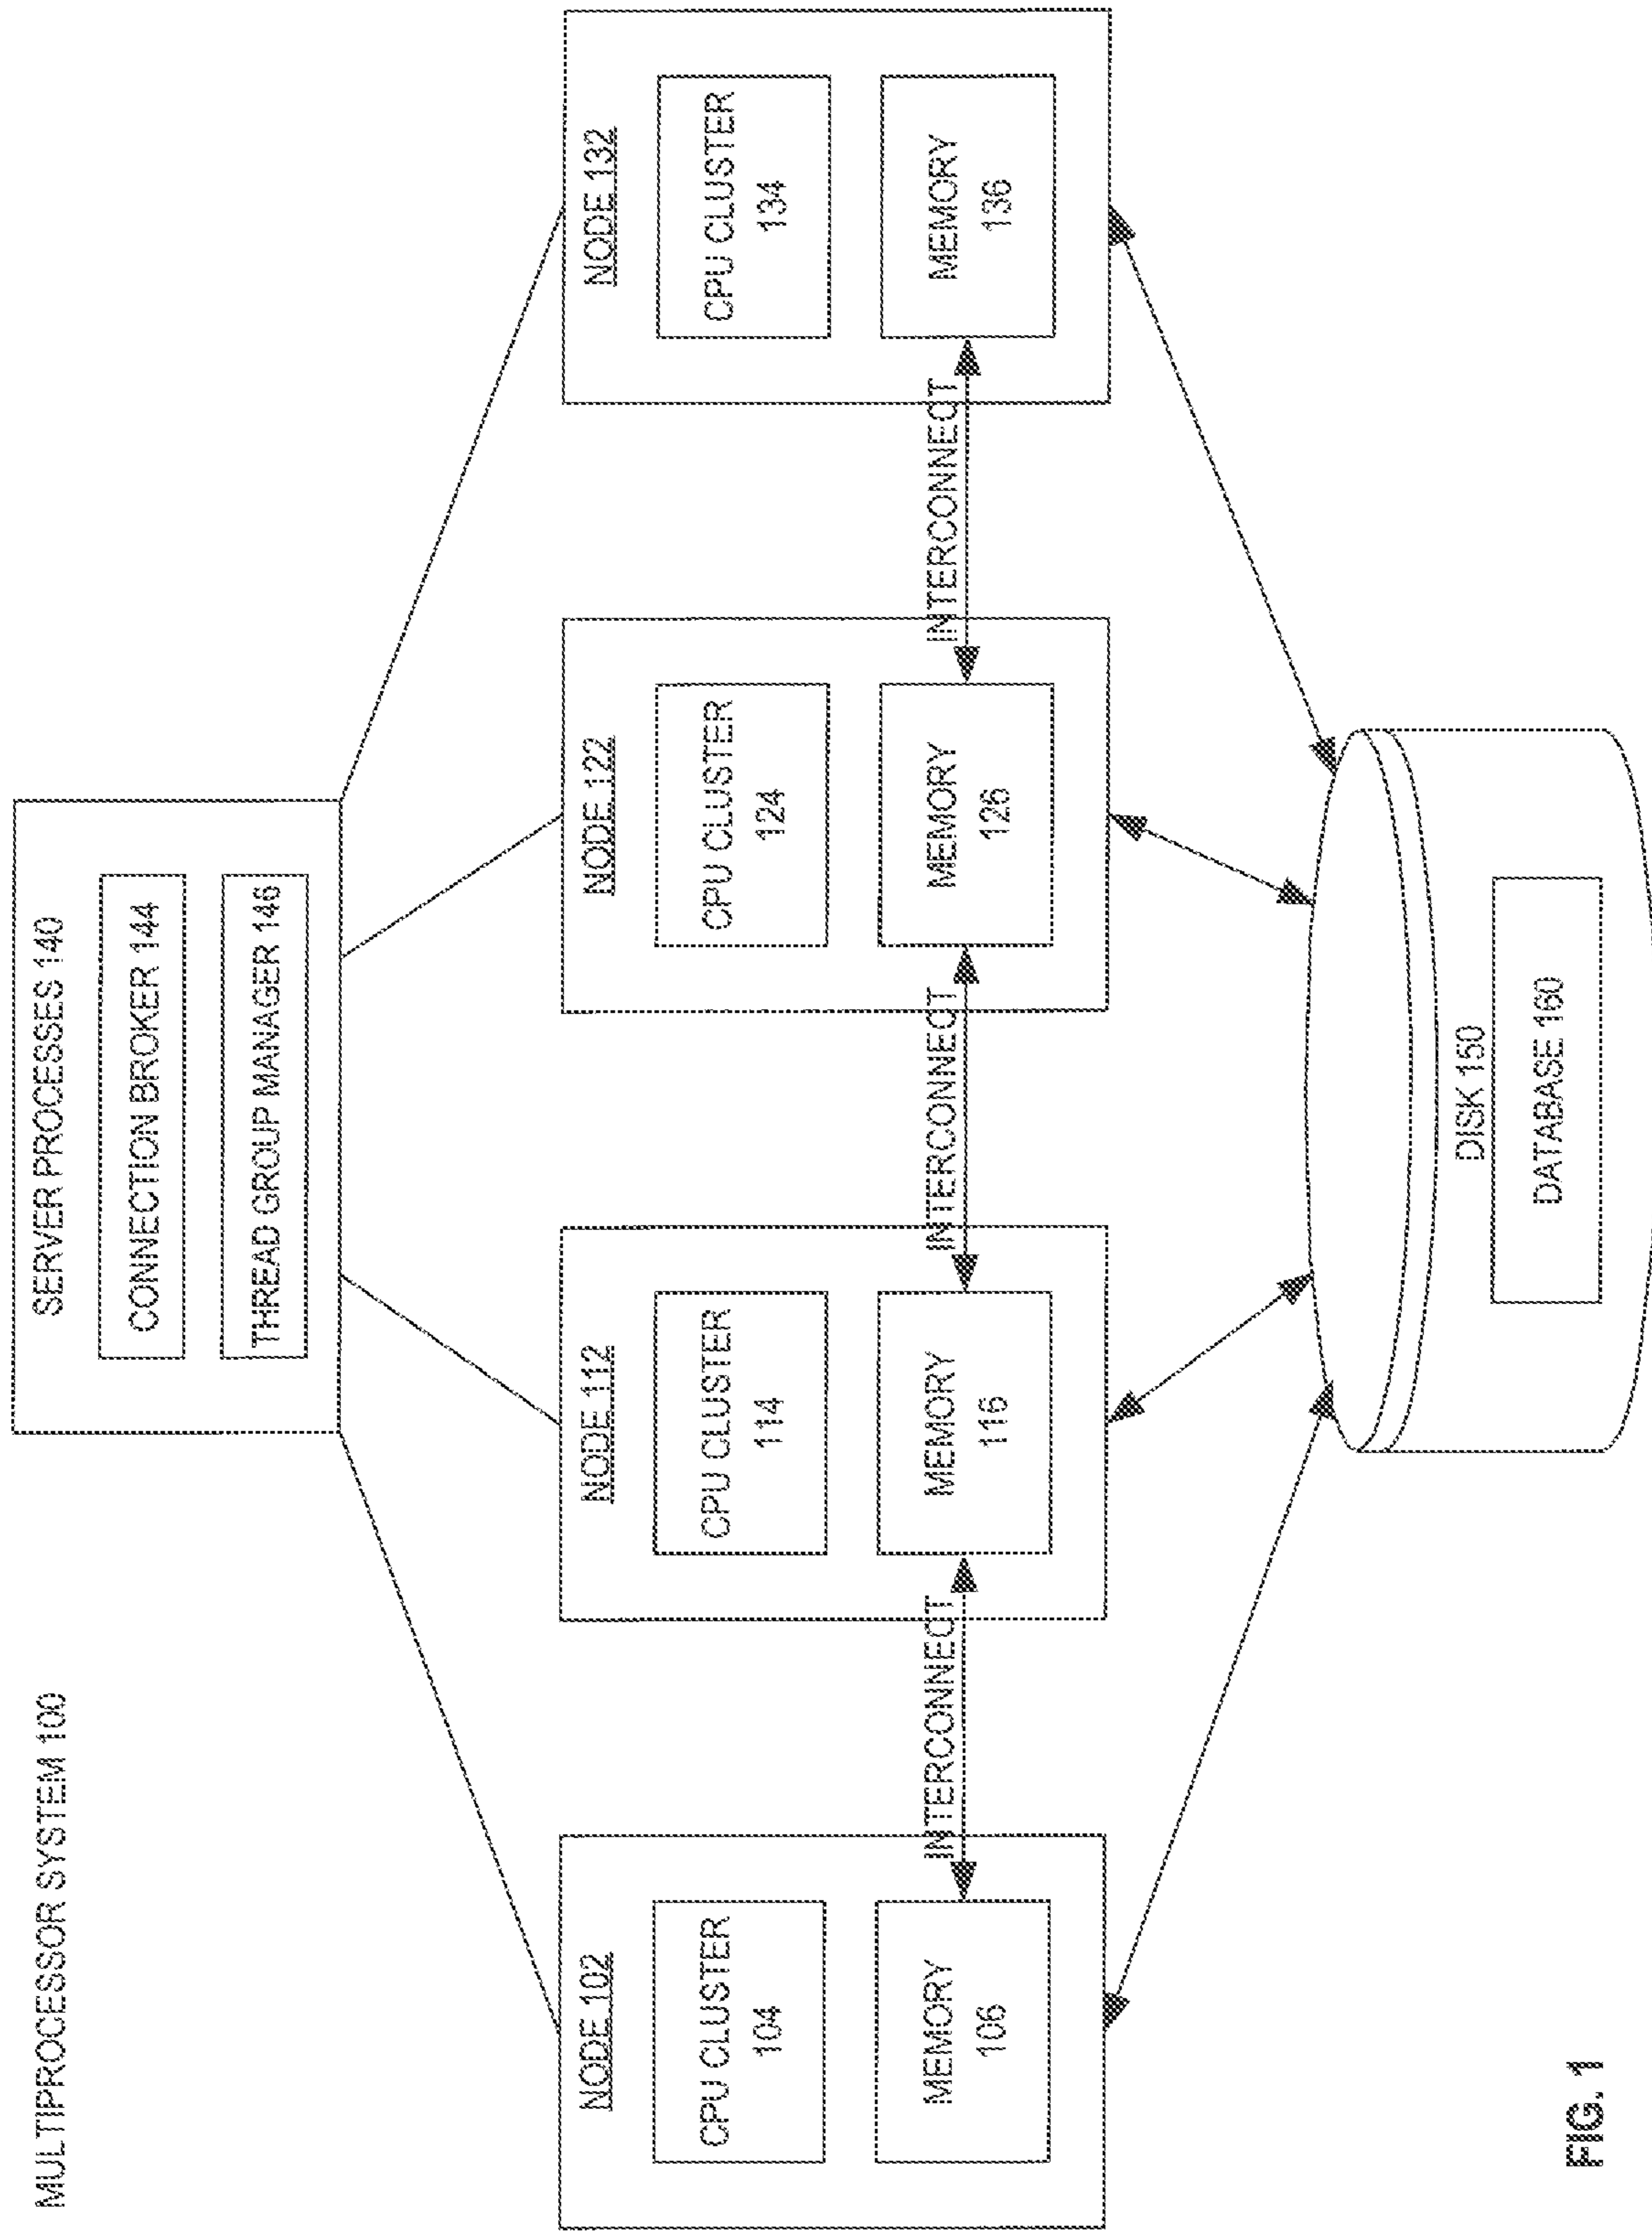 MULTIPROCESSOR SYSTEM 100
SERVER PROCESSES 140
CONNECTION BROKER 144
THREAD GROUP MANAGER 146
NODE 102
CPU CLUSTER
104
MEMORY
106
INTERCONNECT
NODE 112
CPU CLUSTER
114
MEMORY
116
INTERCONNECT
NODE 122
CPU CLUSTER
124
MEMORY
126
INTERCONNECT
NODE 132
CPU CLUSTER
134
MEMORY
136
DISK 150
DATABASE 160
FIG. 1